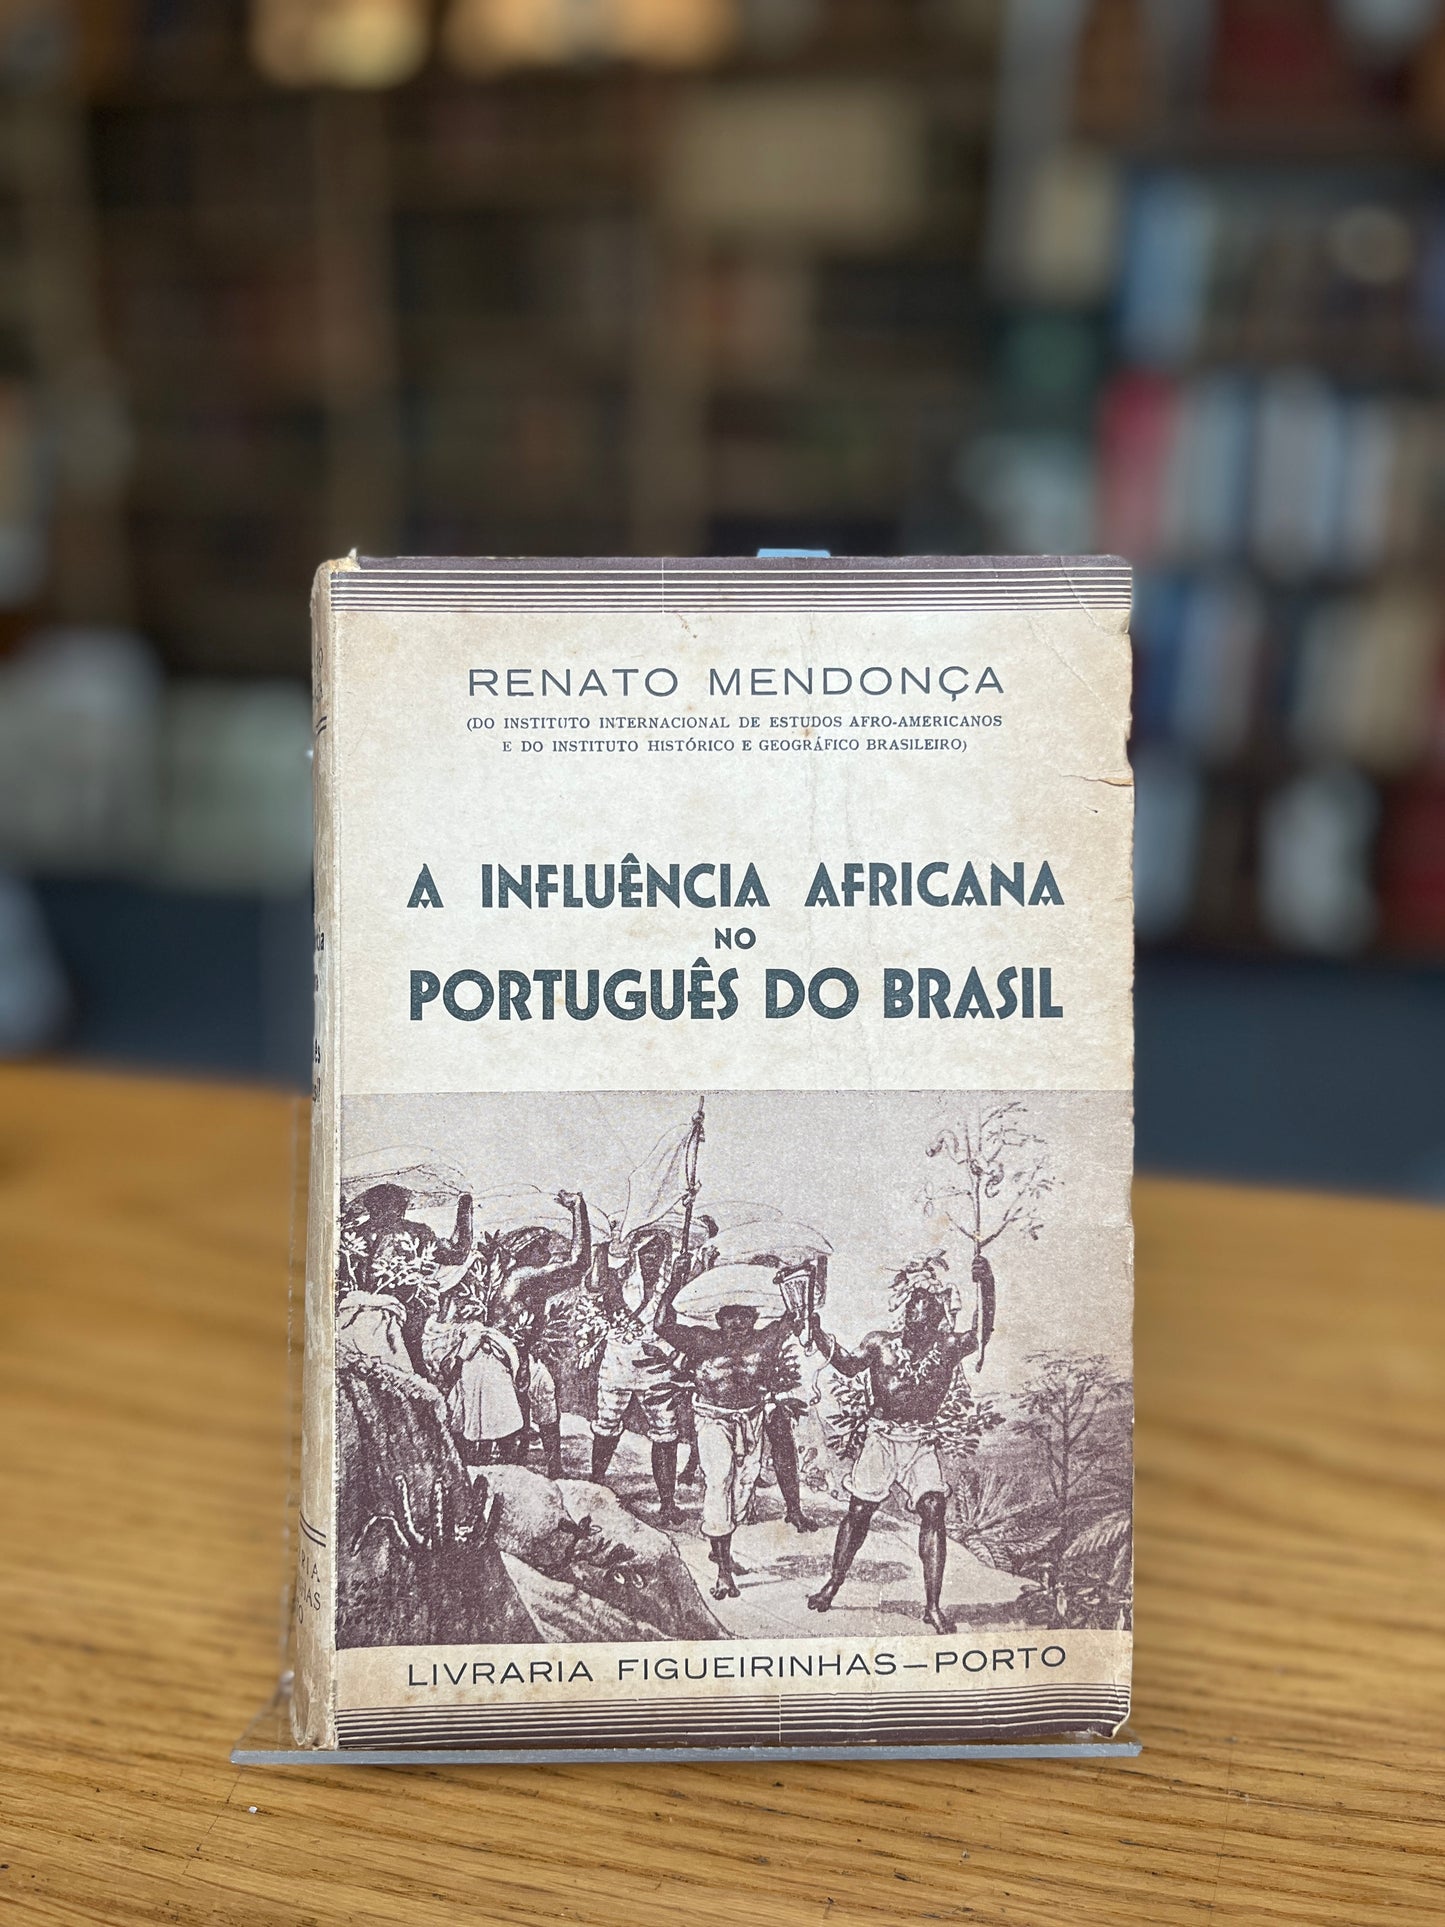 RENATO MENDONÇA
(DO INSTITUTO INTERNACIONAL DE ESTUDOS AFRO-AMERICANOS
E DO INSTITUTO HISTÓRICO E GEOGRÁFICO BRASILEIRO)
A INFLUÊNCIA AFRICANA
NO
PORTUGUÊS DO BRASIL
LIVRARIA FIGUEIRINHAS—PORTO